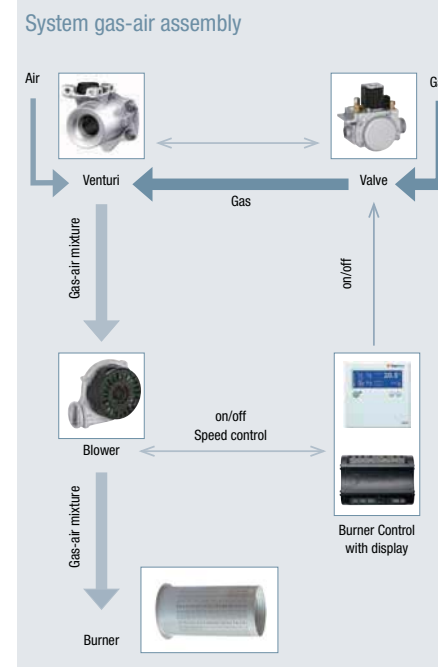 System gas-air assembly
Air
Venturi
Valve
Gas
Gas-air mixture
on/off
Blower
on/off
Speed control
Burner Control
with display
Gas-air mixture
Burner